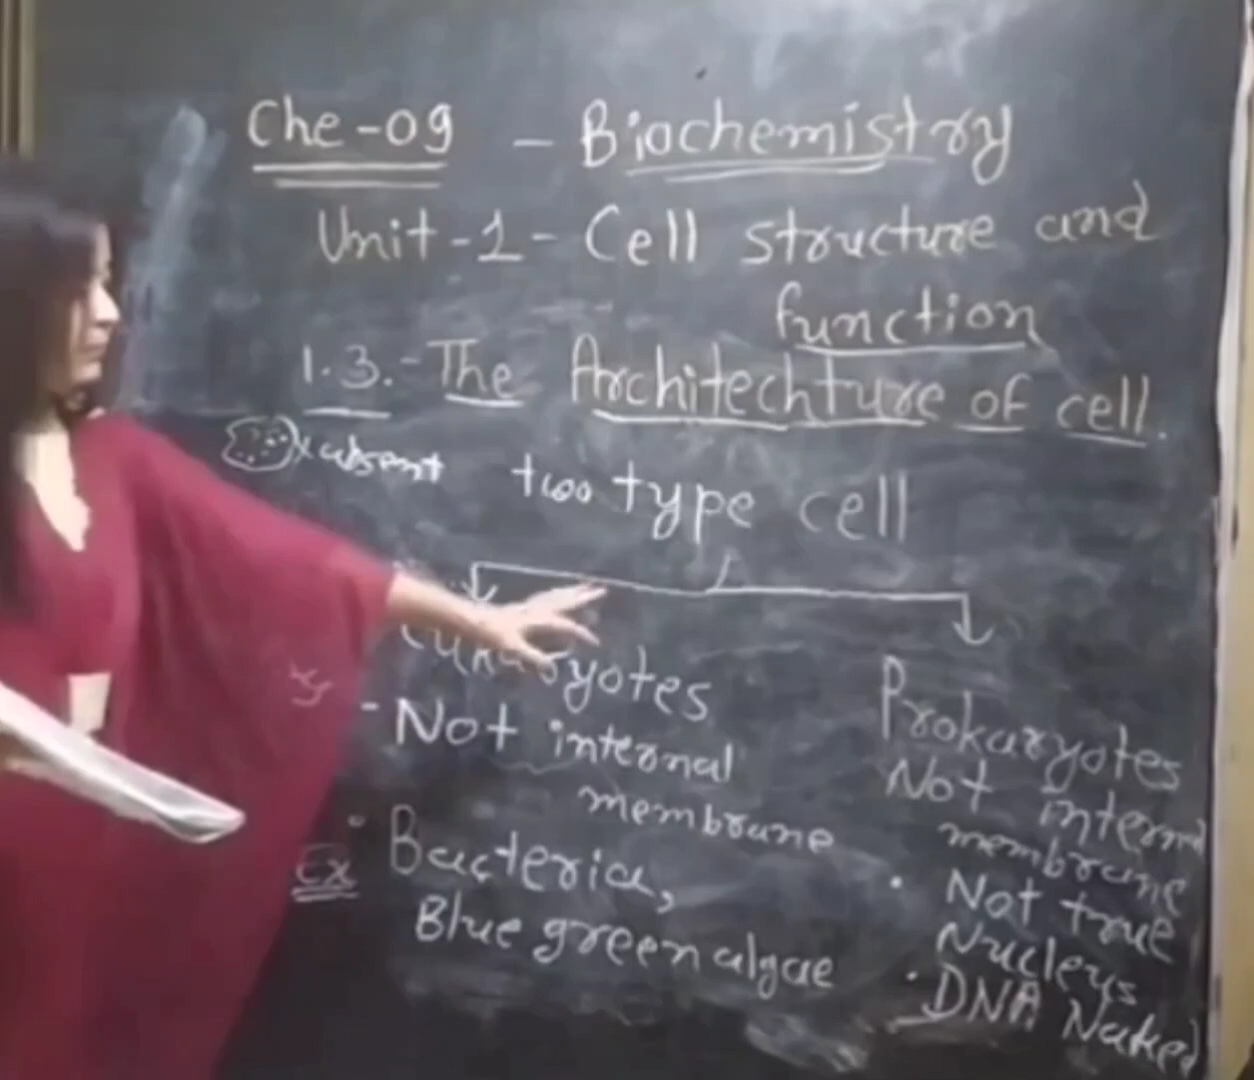 Che-09 - Biochemistry
Unit-1- Cell structure and
function
1.3.- The Architechture of cell.
x absent
two type cell
Prokaryotes
- Not internal
membrane
Not internal
membrane
Ex • Bacteria,
Blue green algae
• Not true
Nucleus
• DNA Naked